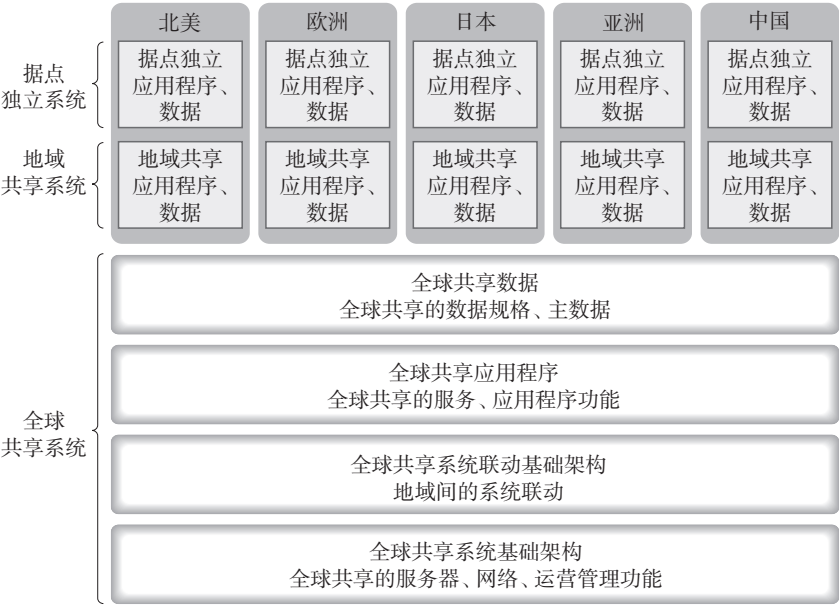 北美
欧洲
日本
亚洲
中国
据点
独立系统
据点独立
应用程序、
数据
据点独立
应用程序、
数据
据点独立
应用程序、
数据
据点独立
应用程序、
数据
据点独立
应用程序、
数据
地域
共享系统
地域共享
应用程序、
数据
地域共享
应用程序、
数据
地域共享
应用程序、
数据
地域共享
应用程序、
数据
地域共享
应用程序、
数据
全球
共享系统
全球共享数据
全球共享的数据规格、主数据
全球共享应用程序
全球共享的服务、应用程序功能
全球共享系统联动基础架构
地域间的系统联动
全球共享系统基础架构
全球共享的服务器、网络、运营管理功能